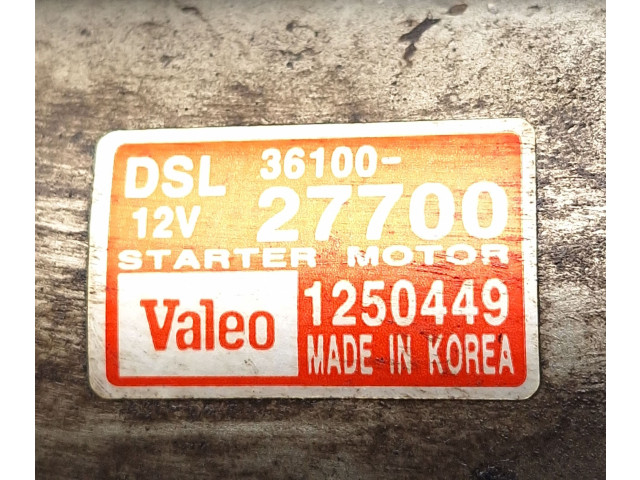 DSL 36100-
12V 27700
STARTER MOTOR
Valeo 1250449
MADE IN KOREA